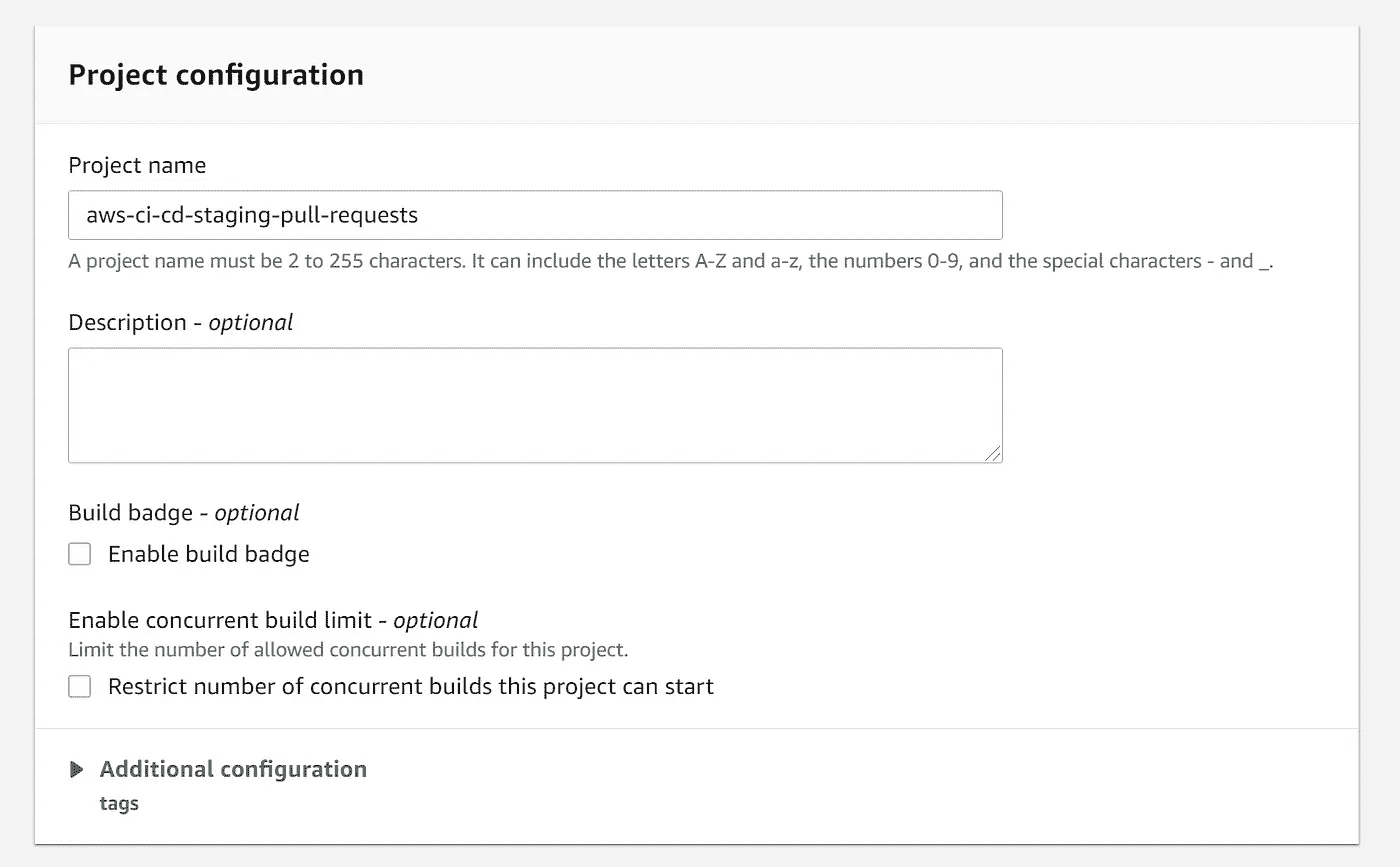 Project configuration
Project name
aws-ci-cd-staging-pull-requests
A project name must be 2 to 255 characters. It can include the letters A-Z and a-z, the numbers 0-9, and the special characters - and _.
Description - optional
Build badge - optional
Enable build badge
Enable concurrent build limit - optional
Limit the number of allowed concurrent builds for this project.
Restrict number of concurrent builds this project can start
Additional configuration
tags